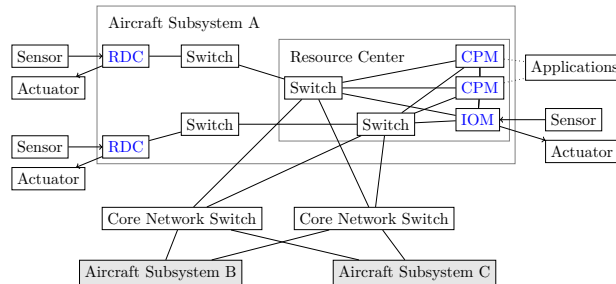 Aircraft Subsystem A
Sensor
RDC
Switch
Resource Center
CPM
Applications
Actuator
Switch
CPM
Switch
Switch
IOM
Sensor
Sensor
RDC
Actuator
Actuator
Core Network Switch
Core Network Switch
Aircraft Subsystem B
Aircraft Subsystem C